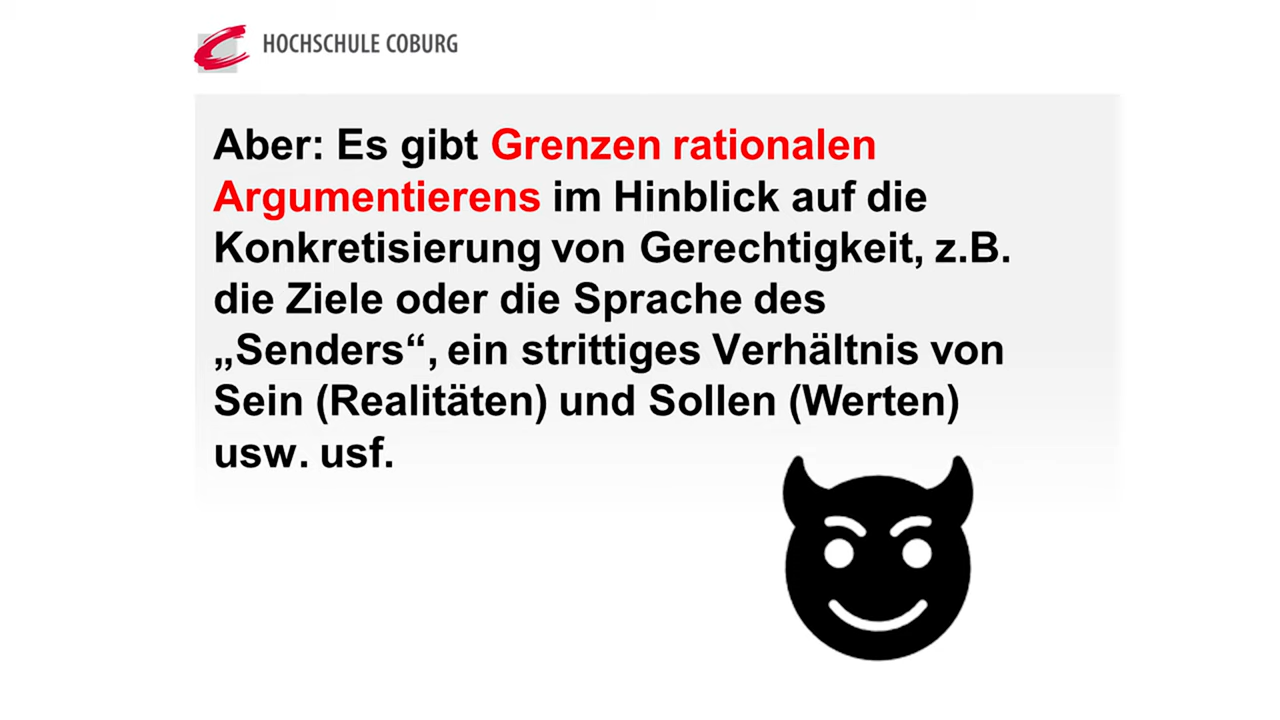 HOCHSCHULE COBURG
Aber: Es gibt Grenzen rationalen
Argumentierens im Hinblick auf die
Konkretisierung von Gerechtigkeit, z.B.
die Ziele oder die Sprache des
„Senders“, ein strittiges Verhältnis von
Sein (Realitäten) und Sollen (Werten)
usw. usf.